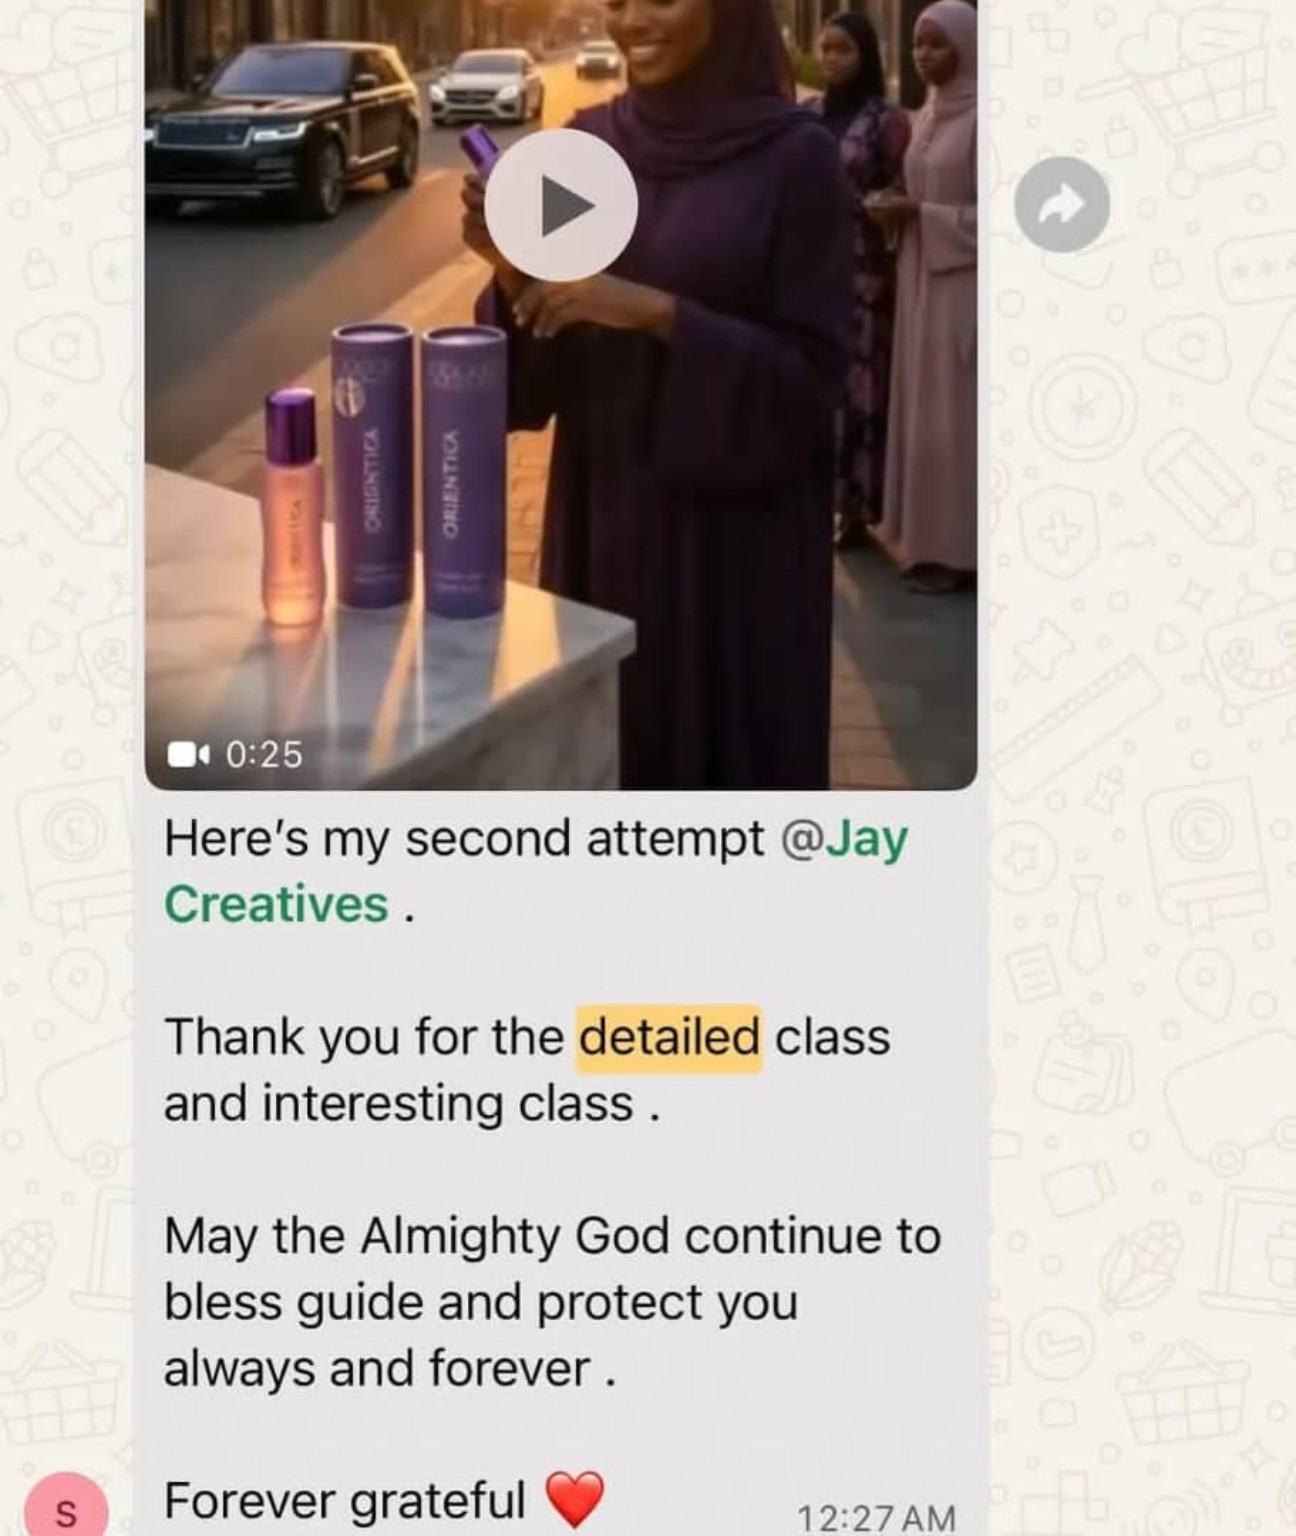 ORIENTICA
ORIENTICA
0:25
Here's my second attempt @Jay
Creatives .
Thank you for the detailed class
and interesting class .
May the Almighty God continue to
bless guide and protect you
always and forever .
Forever grateful ❤️
12:27 AM
S